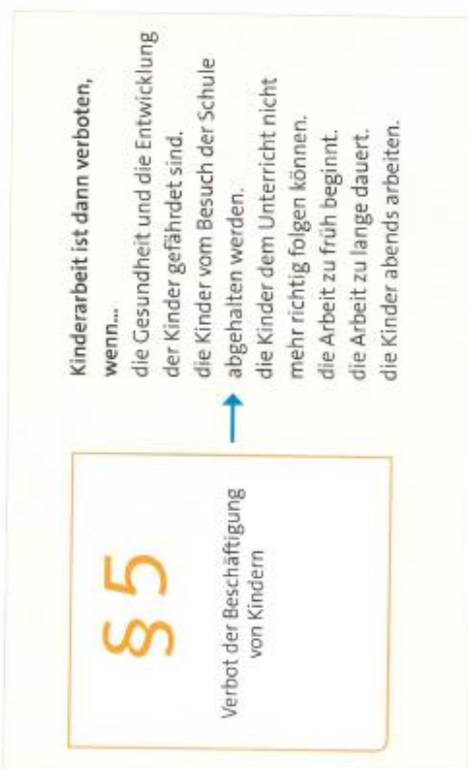 § 5
Verbot der Beschäftigung
von Kindern
Kinderarbeit ist dann verboten,
wenn...
die Gesundheit und die Entwicklung
der Kinder gefährdet sind.
die Kinder vom Besuch der Schule
abgehalten werden.
die Kinder dem Unterricht nicht
mehr richtig folgen können.
die Arbeit zu früh beginnt.
die Arbeit zu lange dauert.
die Kinder abends arbeiten.